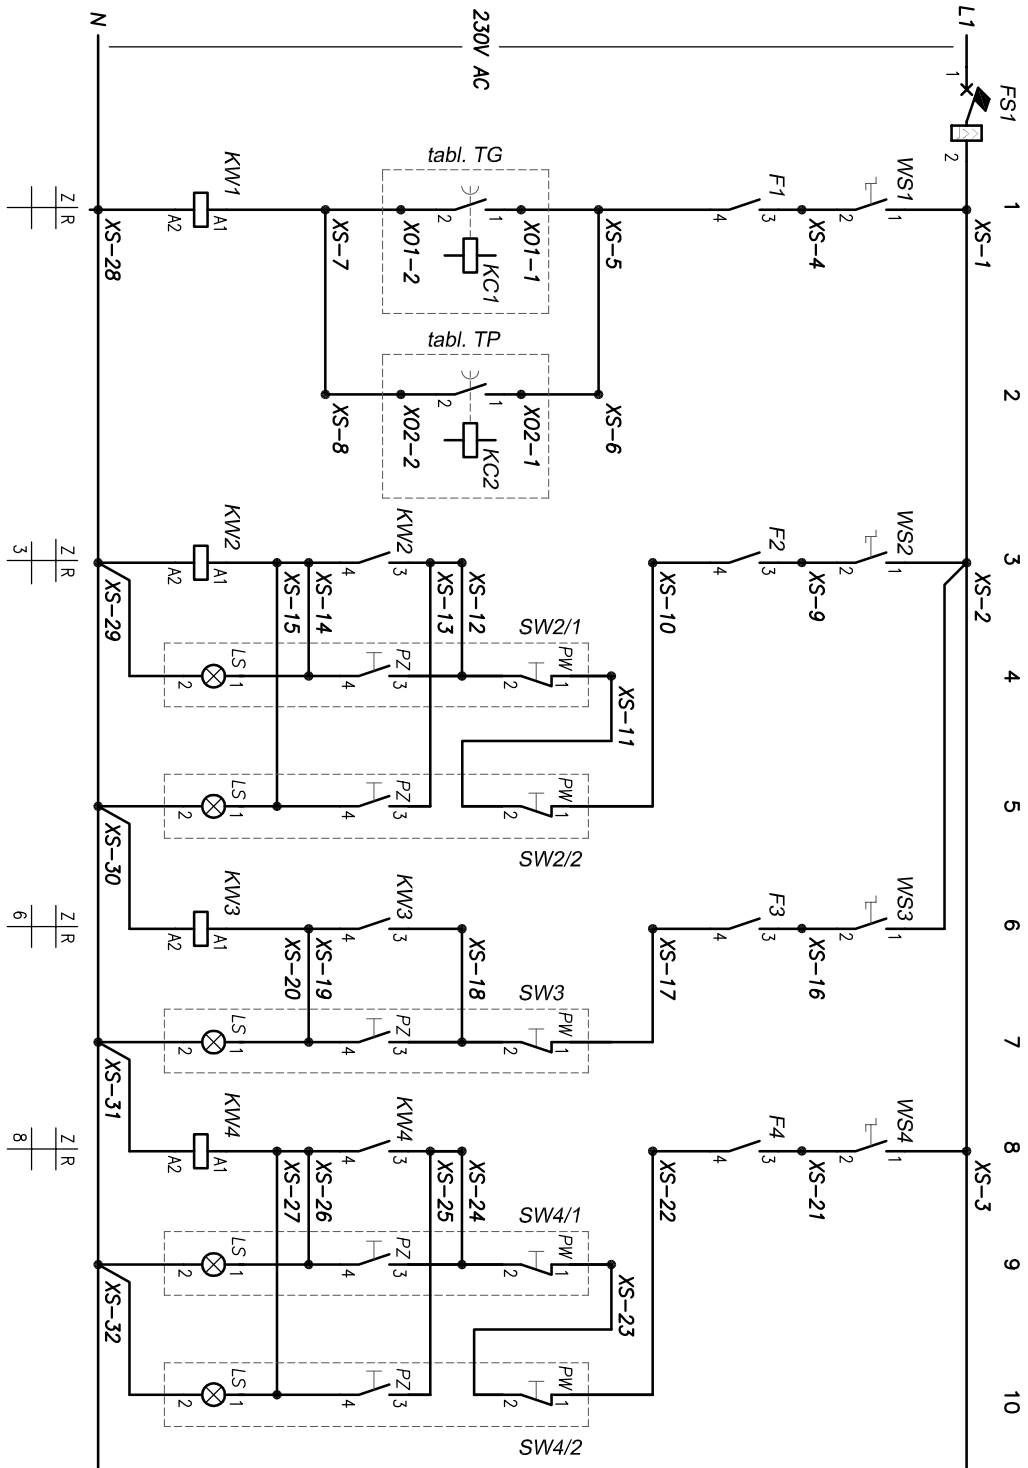 L1
FS1
1
2
N
230V AC
1
2
3
4
5
6
7
8
9
10
WS1
1
2
XS-1
XS-4
F1
3
4
XS-5
XS-6
tabl. TG
X01-1
1
2
KC1
X01-2
tabl. TP
X02-1
1
2
KC2
X02-2
XS-7
XS-8
KW1
A1
A2
XS-28
Z R
WS2
1
2
XS-2
XS-9
F2
3
4
XS-10
XS-11
SW2/1
PW
1
2
XS-12
XS-13
KW2
3
4
PZ
3
4
XS-14
XS-15
LS
1
2
KW2
A1
A2
XS-29
Z R
3
SW2/2
PW
1
2
PZ
3
4
LS
1
2
XS-30
WS3
1
2
XS-16
F3
3
4
XS-17
SW3
PW
1
2
XS-18
KW3
3
4
PZ
3
4
XS-19
XS-20
LS
1
2
KW3
A1
A2
XS-31
Z R
6
WS4
1
2
XS-3
XS-21
F4
3
4
XS-22
XS-23
SW4/1
PW
1
2
XS-24
XS-25
KW4
3
4
PZ
3
4
XS-26
XS-27
LS
1
2
KW4
A1
A2
XS-32
Z R
8
SW4/2
PW
1
2
PZ
3
4
LS
1
2